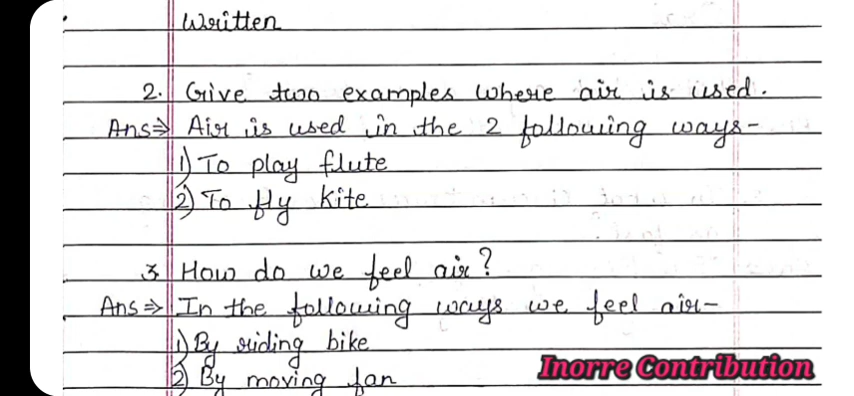 Written
2. Give two examples where air is used.
Ans⇒ Air is used in the 2 following ways-
1) To play flute
2) To fly kite
3 How do we feel air?
Ans⇒ In the following ways we feel air-
1) By riding bike
2) By moving fan
Inorre Contribution